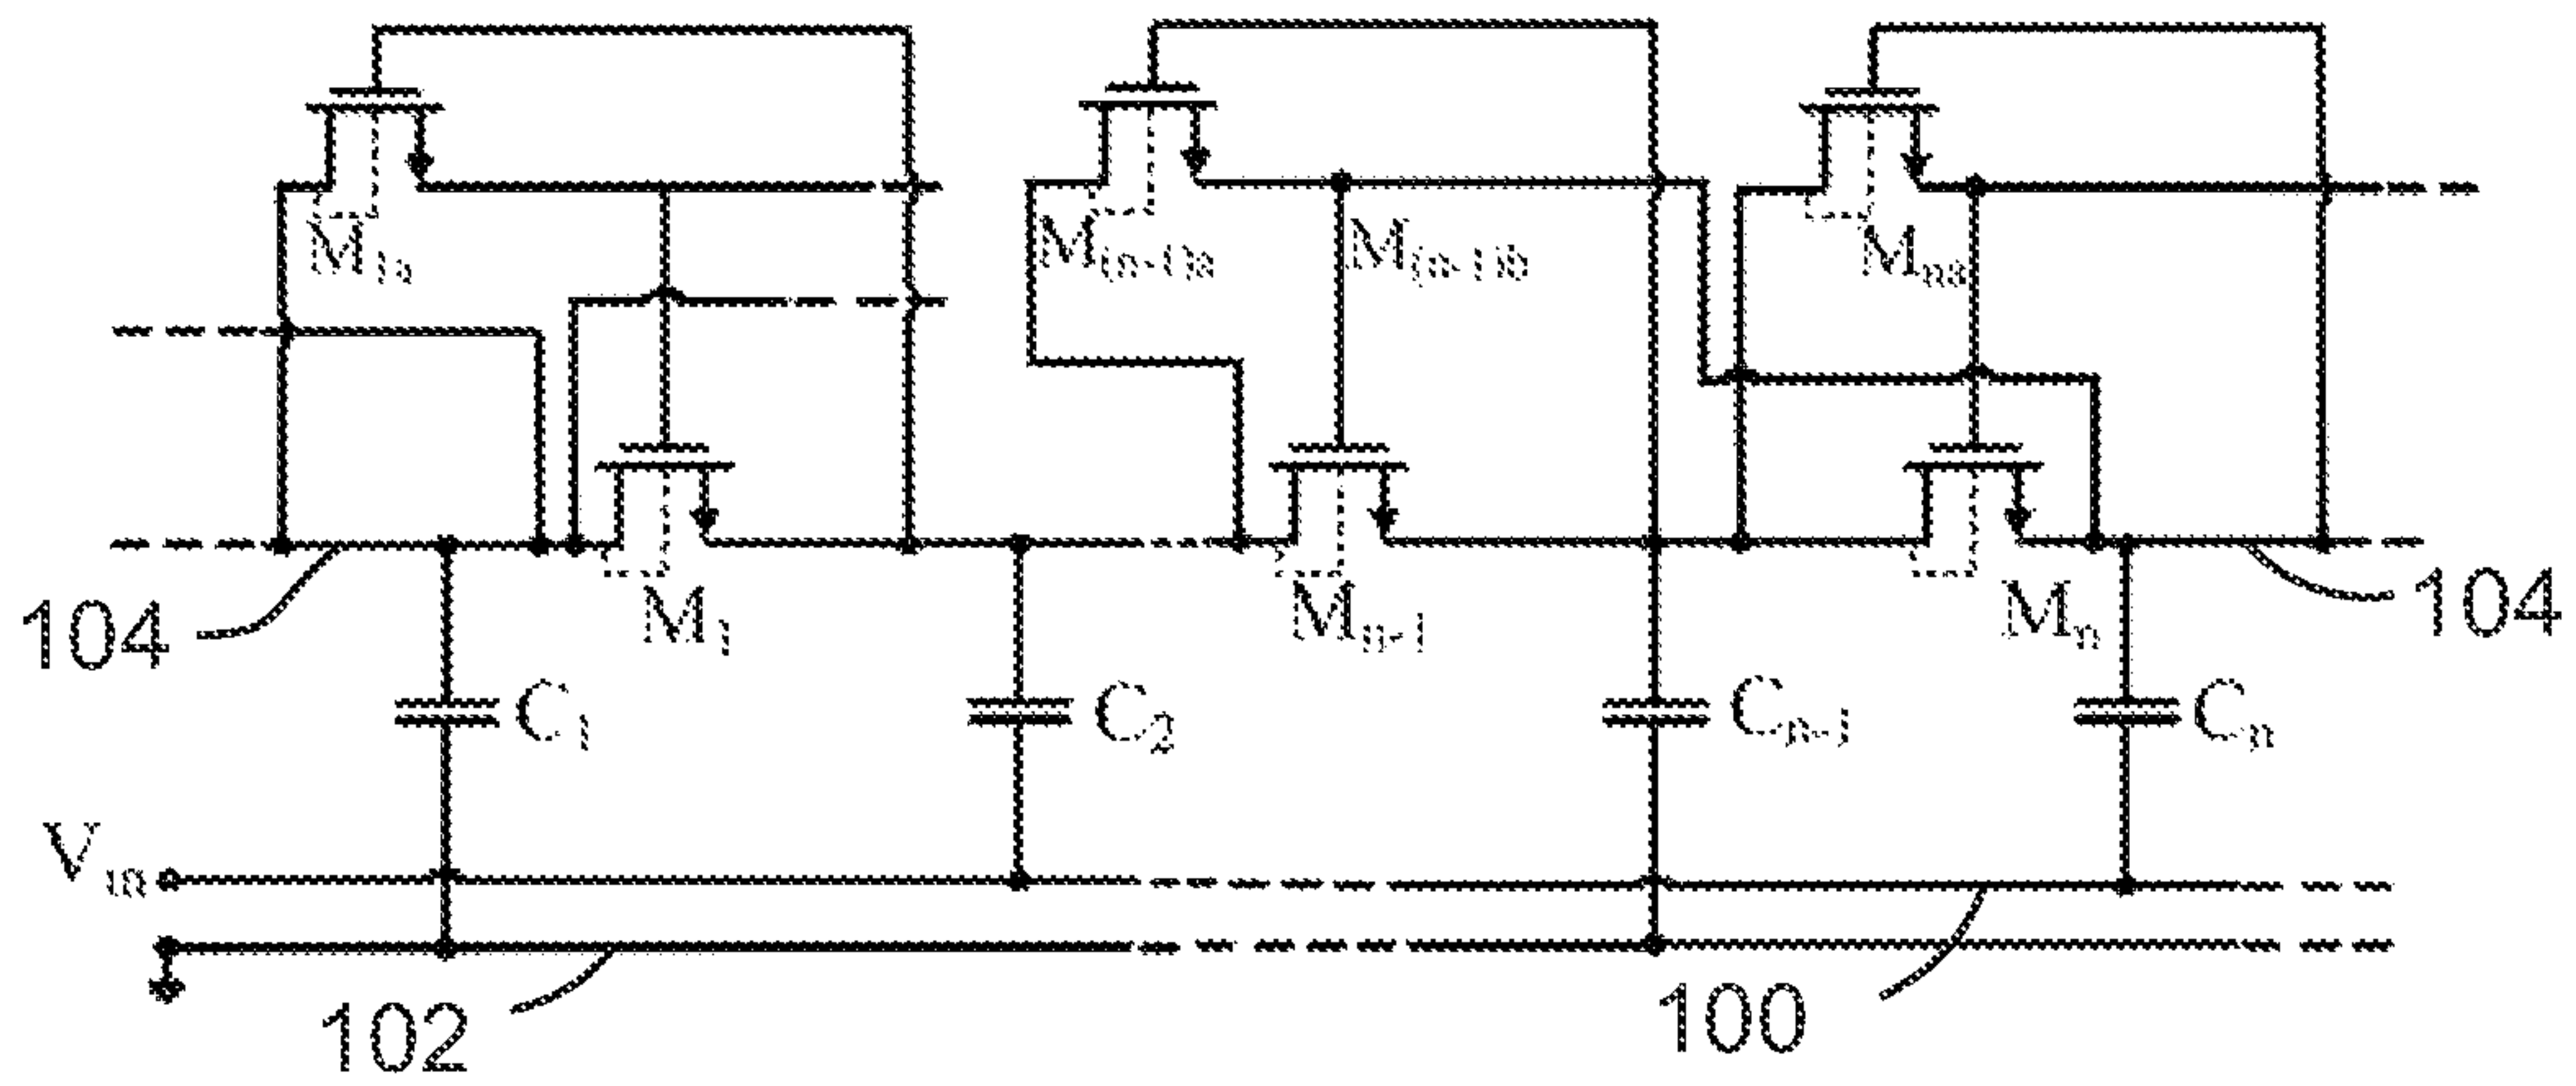 M1a M(n-1)a M(n-1)b Mna
104 M1 Mn-1 Mn 104
C1 C2 Cn-1 Cn
Vin
102 100